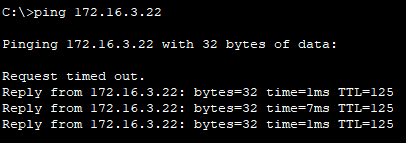 C:\>ping 172.16.3.22
Pinging 172.16.3.22 with 32 bytes of data:
Request timed out.
Reply from 172.16.3.22: bytes=32 time=1ms TTL=125
Reply from 172.16.3.22: bytes=32 time=7ms TTL=125
Reply from 172.16.3.22: bytes=32 time=1ms TTL=125